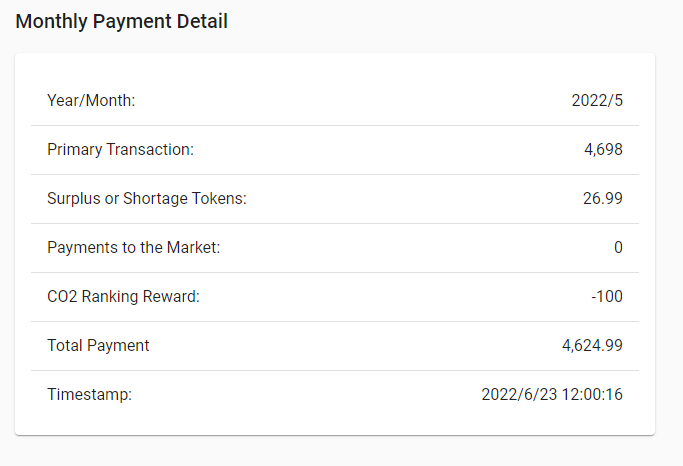 Monthly Payment Detail
Year/Month: 2022/5
Primary Transaction: 4,698
Surplus or Shortage Tokens: 26.99
Payments to the Market: 0
CO2 Ranking Reward: -100
Total Payment 4,624.99
Timestamp: 2022/6/23 12:00:16